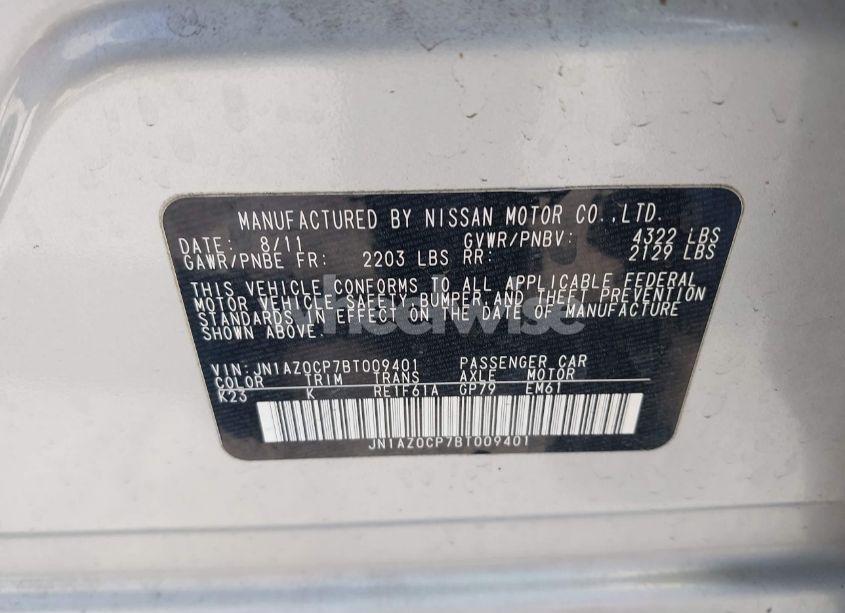 MANUFACTURED BY NISSAN MOTOR CO.,LTD.
DATE: 8/11 GVWR/PNBV: 4322 LBS
GAWR/PNBE FR: 2203 LBS RR: 2129 LBS
THIS VEHICLE CONFORMS TO ALL APPLICABLE FEDERAL
MOTOR VEHICLE SAFETY, BUMPER, AND THEFT PREVENTION
STANDARDS IN EFFECT ON THE DATE OF MANUFACTURE
SHOWN ABOVE.
wheelwise
VIN: JN1AZ0CP7BT009401 PASSENGER CAR
COLOR TRIM TRANS AXLE MOTOR
K23 K RE1F61A GP79 EM61
JN1AZ0CP7BT009401